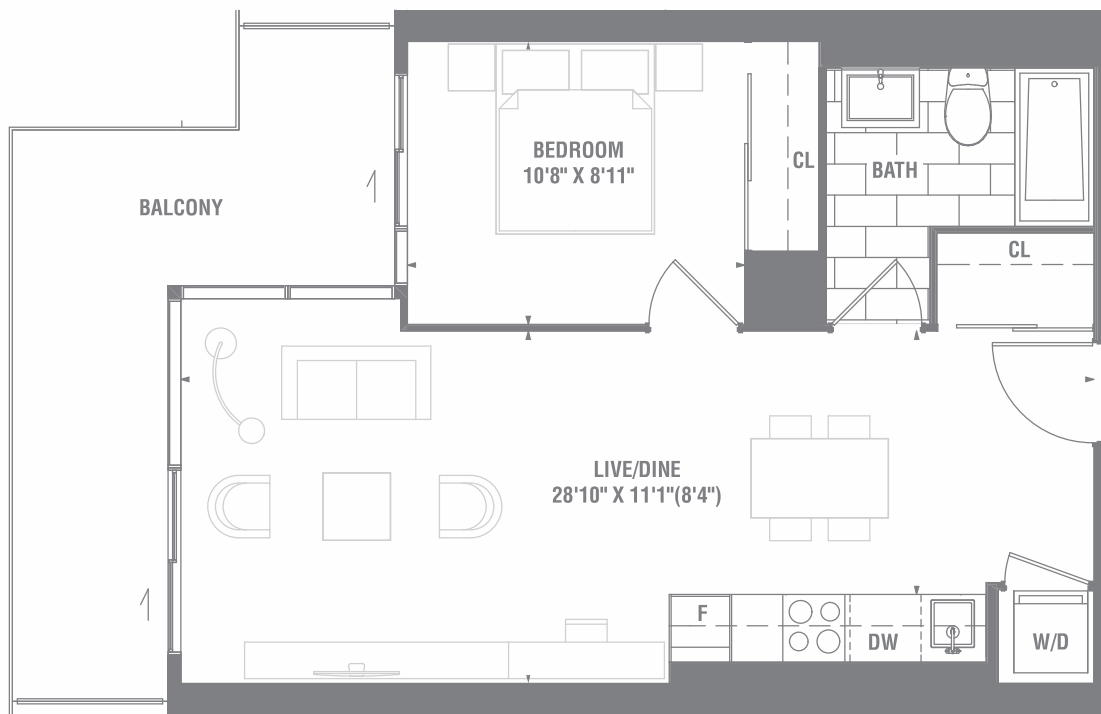 BEDROOM
10'8" X 8'11"
CL
BATH
BALCONY
CL
LIVE/DINE
28'10" X 11'1"(8'4")
F
DW
W/D